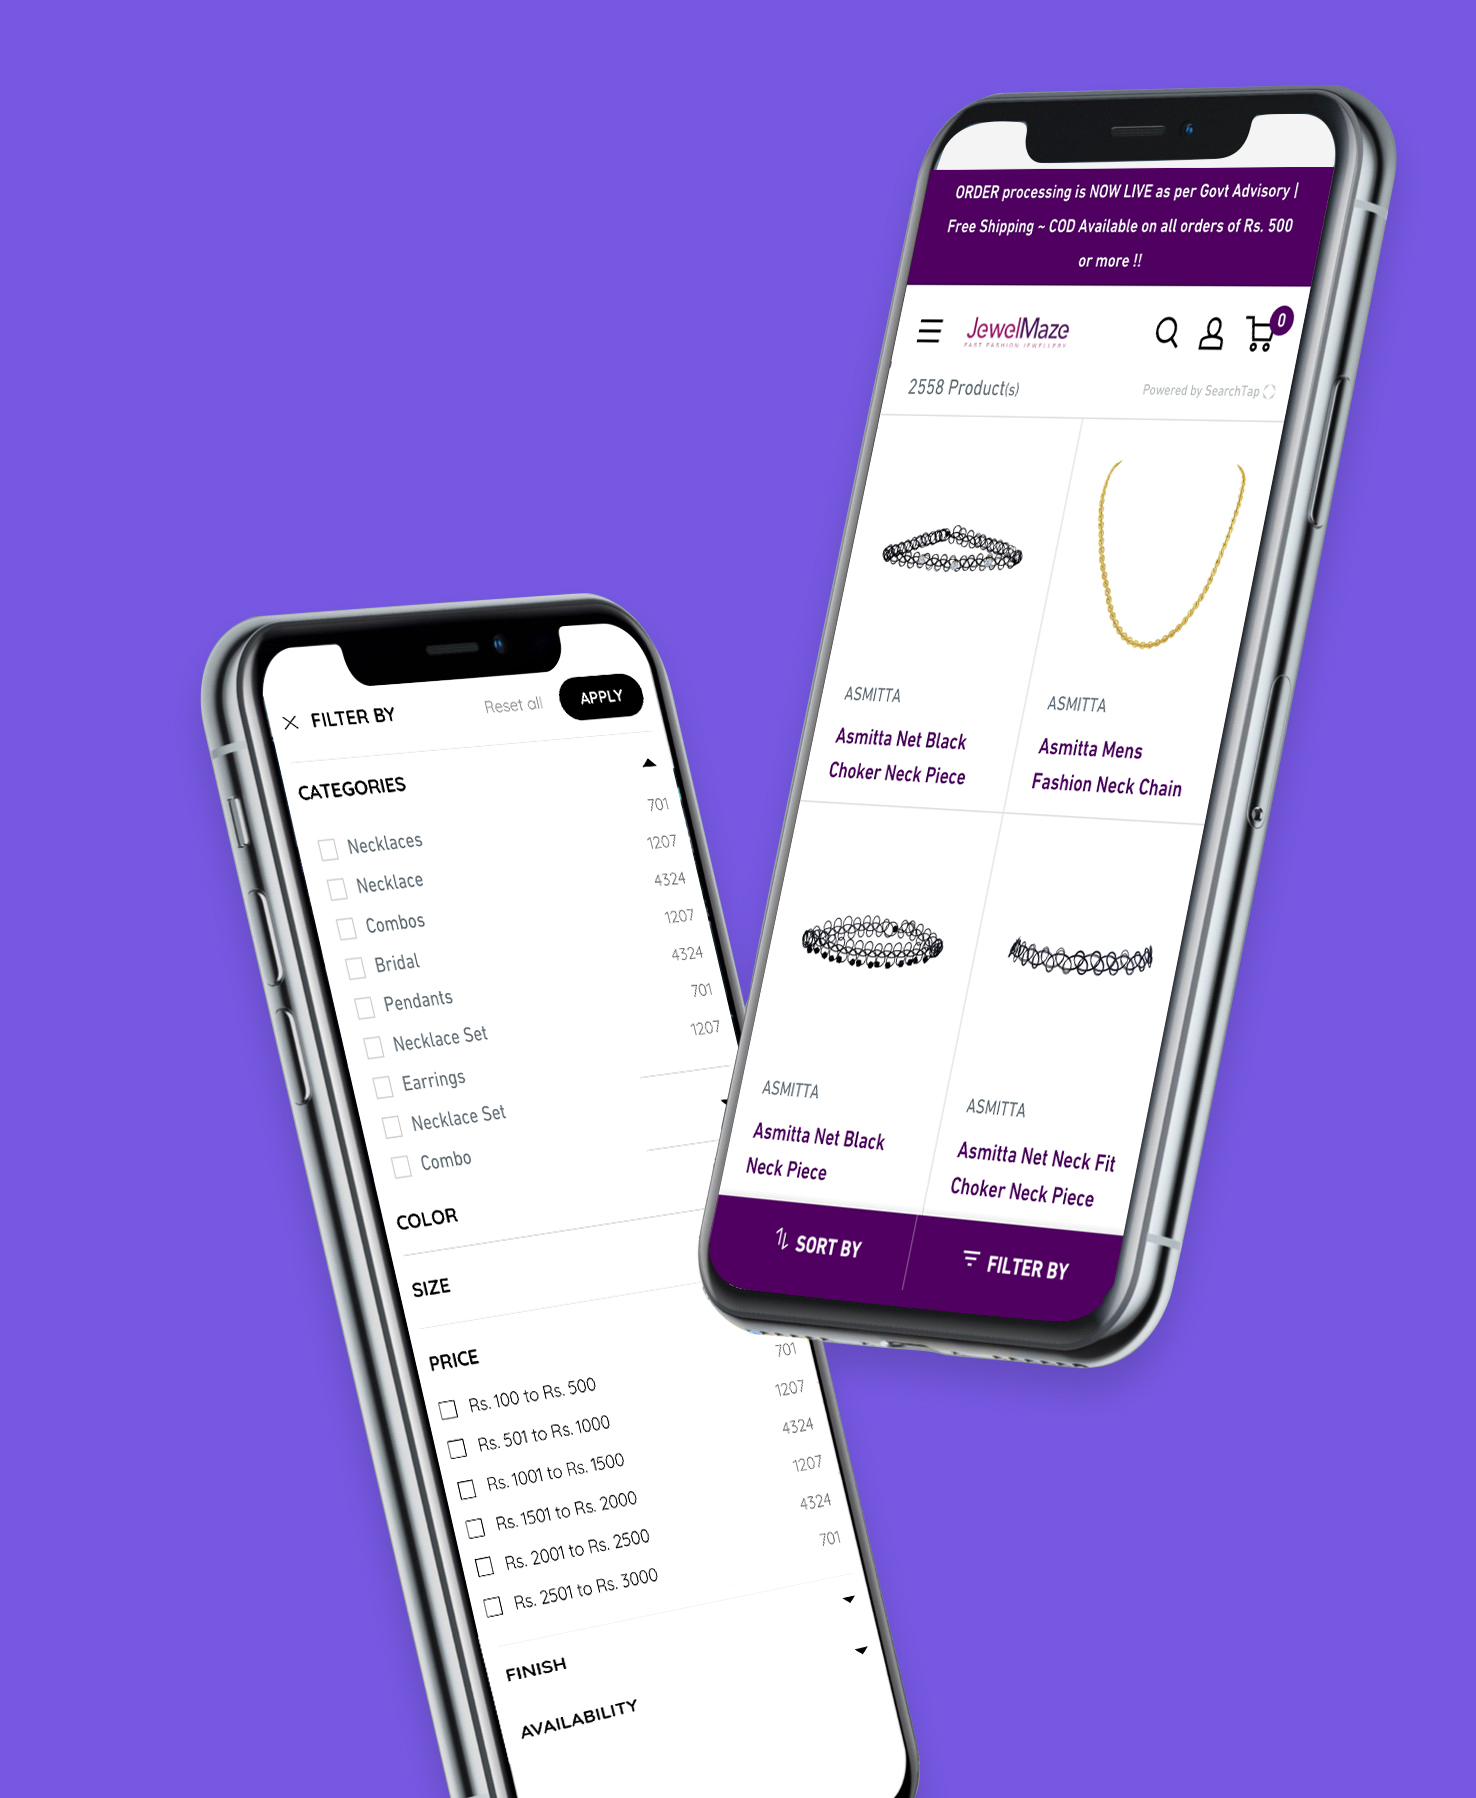 ORDER processing is NOW LIVE as per Govt Advisory |
Free Shipping ~ COD Available on all orders of Rs. 500
or more !!
JewelMaze
FAST FASHION JEWELLERY
0
2558 Product(s)
Powered by SearchTap
ASMITTA
Asmitta Net Black
Choker Neck Piece
ASMITTA
Asmitta Mens
Fashion Neck Chain
ASMITTA
Asmitta Net Black
Neck Piece
ASMITTA
Asmitta Net Neck Fit
Choker Neck Piece
SORT BY
FILTER BY
FILTER BY
Reset all
APPLY
CATEGORIES
701
Necklaces 1207
Necklace 4324
Combos 1207
Bridal 4324
Pendants 701
Necklace Set 1207
Earrings
Necklace Set
Combo
COLOR
SIZE
PRICE
701
Rs. 100 to Rs. 500 1207
Rs. 501 to Rs. 1000 4324
Rs. 1001 to Rs. 1500 1207
Rs. 1501 to Rs. 2000 4324
Rs. 2001 to Rs. 2500 701
Rs. 2501 to Rs. 3000
FINISH
AVAILABILITY